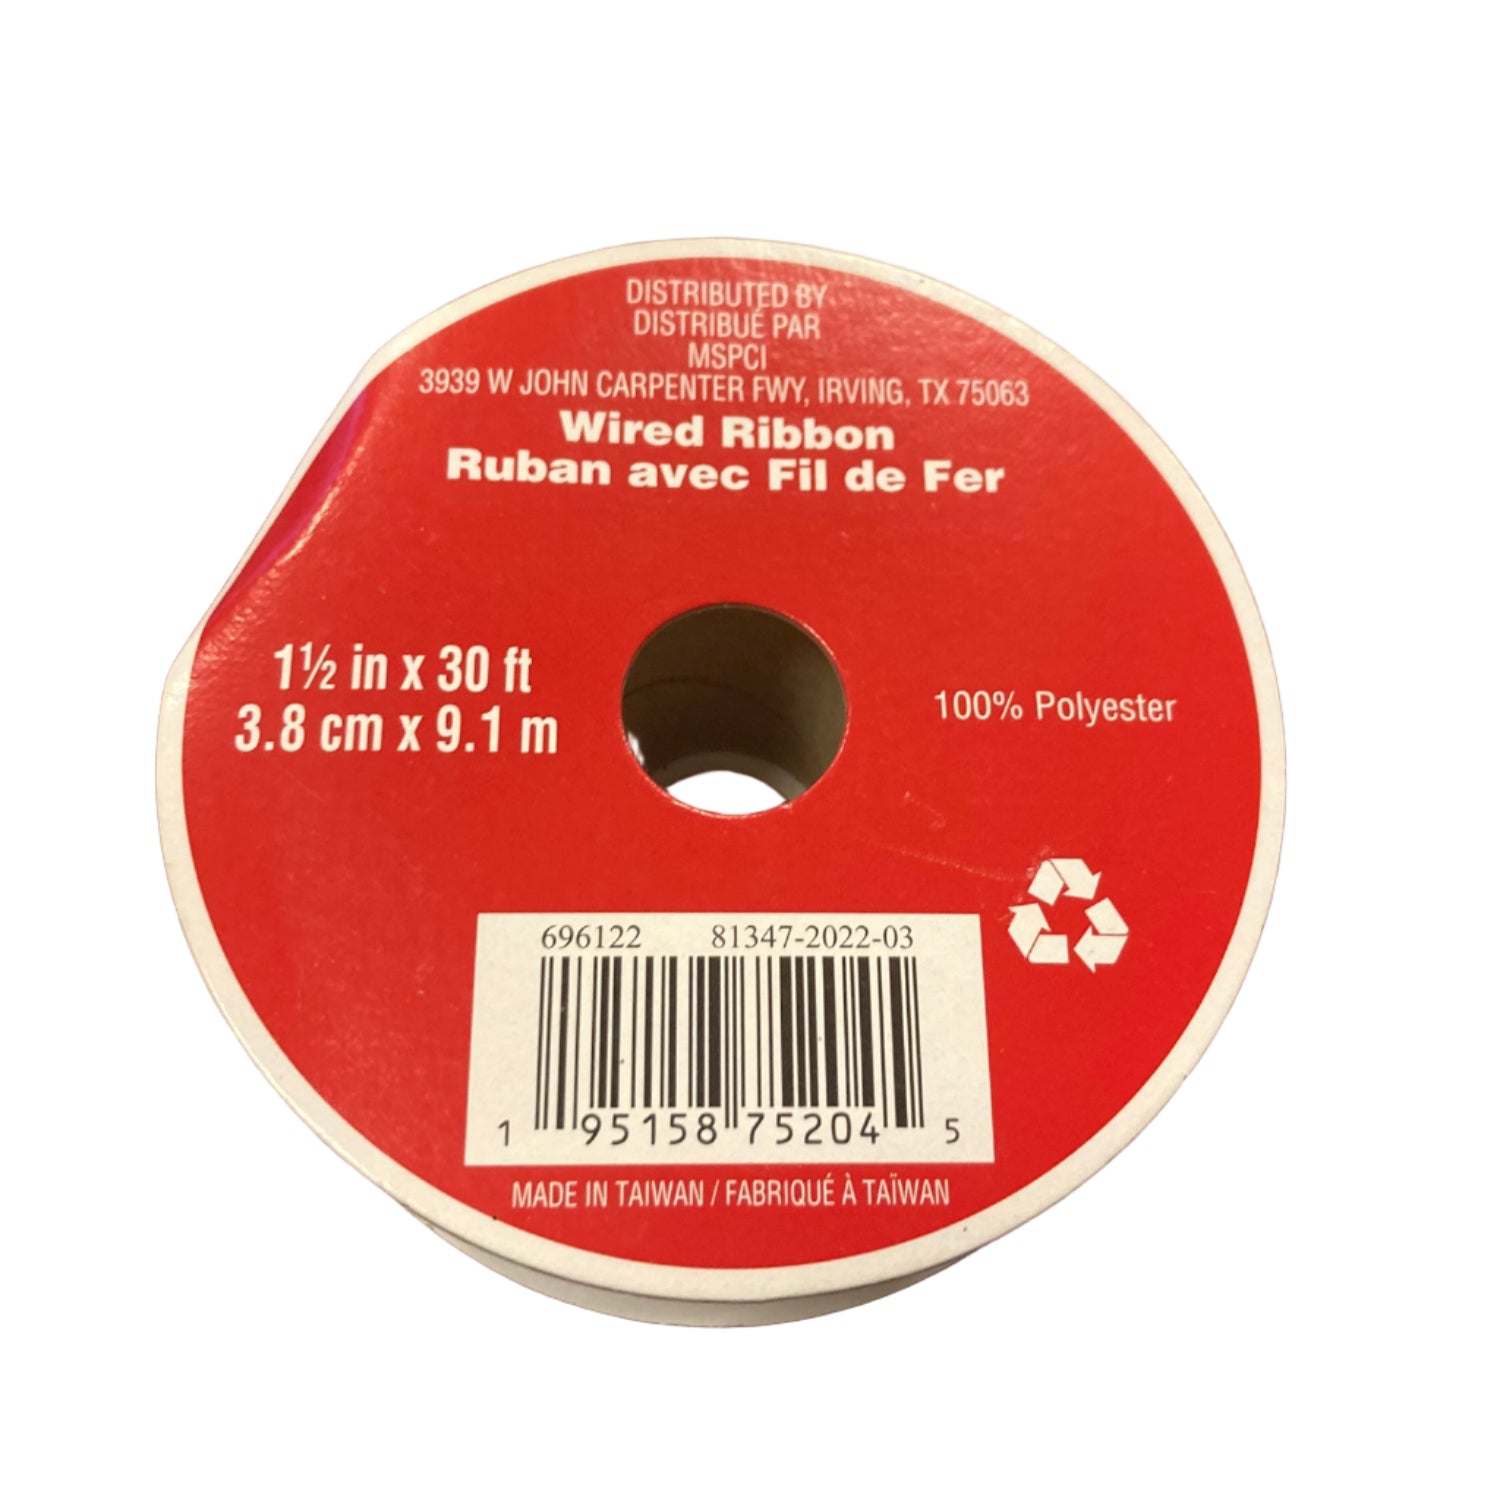 DISTRIBUTED BY
DISTRIBUÉ PAR
MSPCI
3939 W JOHN CARPENTER FWY, IRVING, TX 75063
Wired Ribbon
Ruban avec Fil de Fer
1½ in x 30 ft
3.8 cm x 9.1 m
100% Polyester
696122 81347-2022-03
1 95158 75204 5
MADE IN TAIWAN / FABRIQUÉ À TAÏWAN